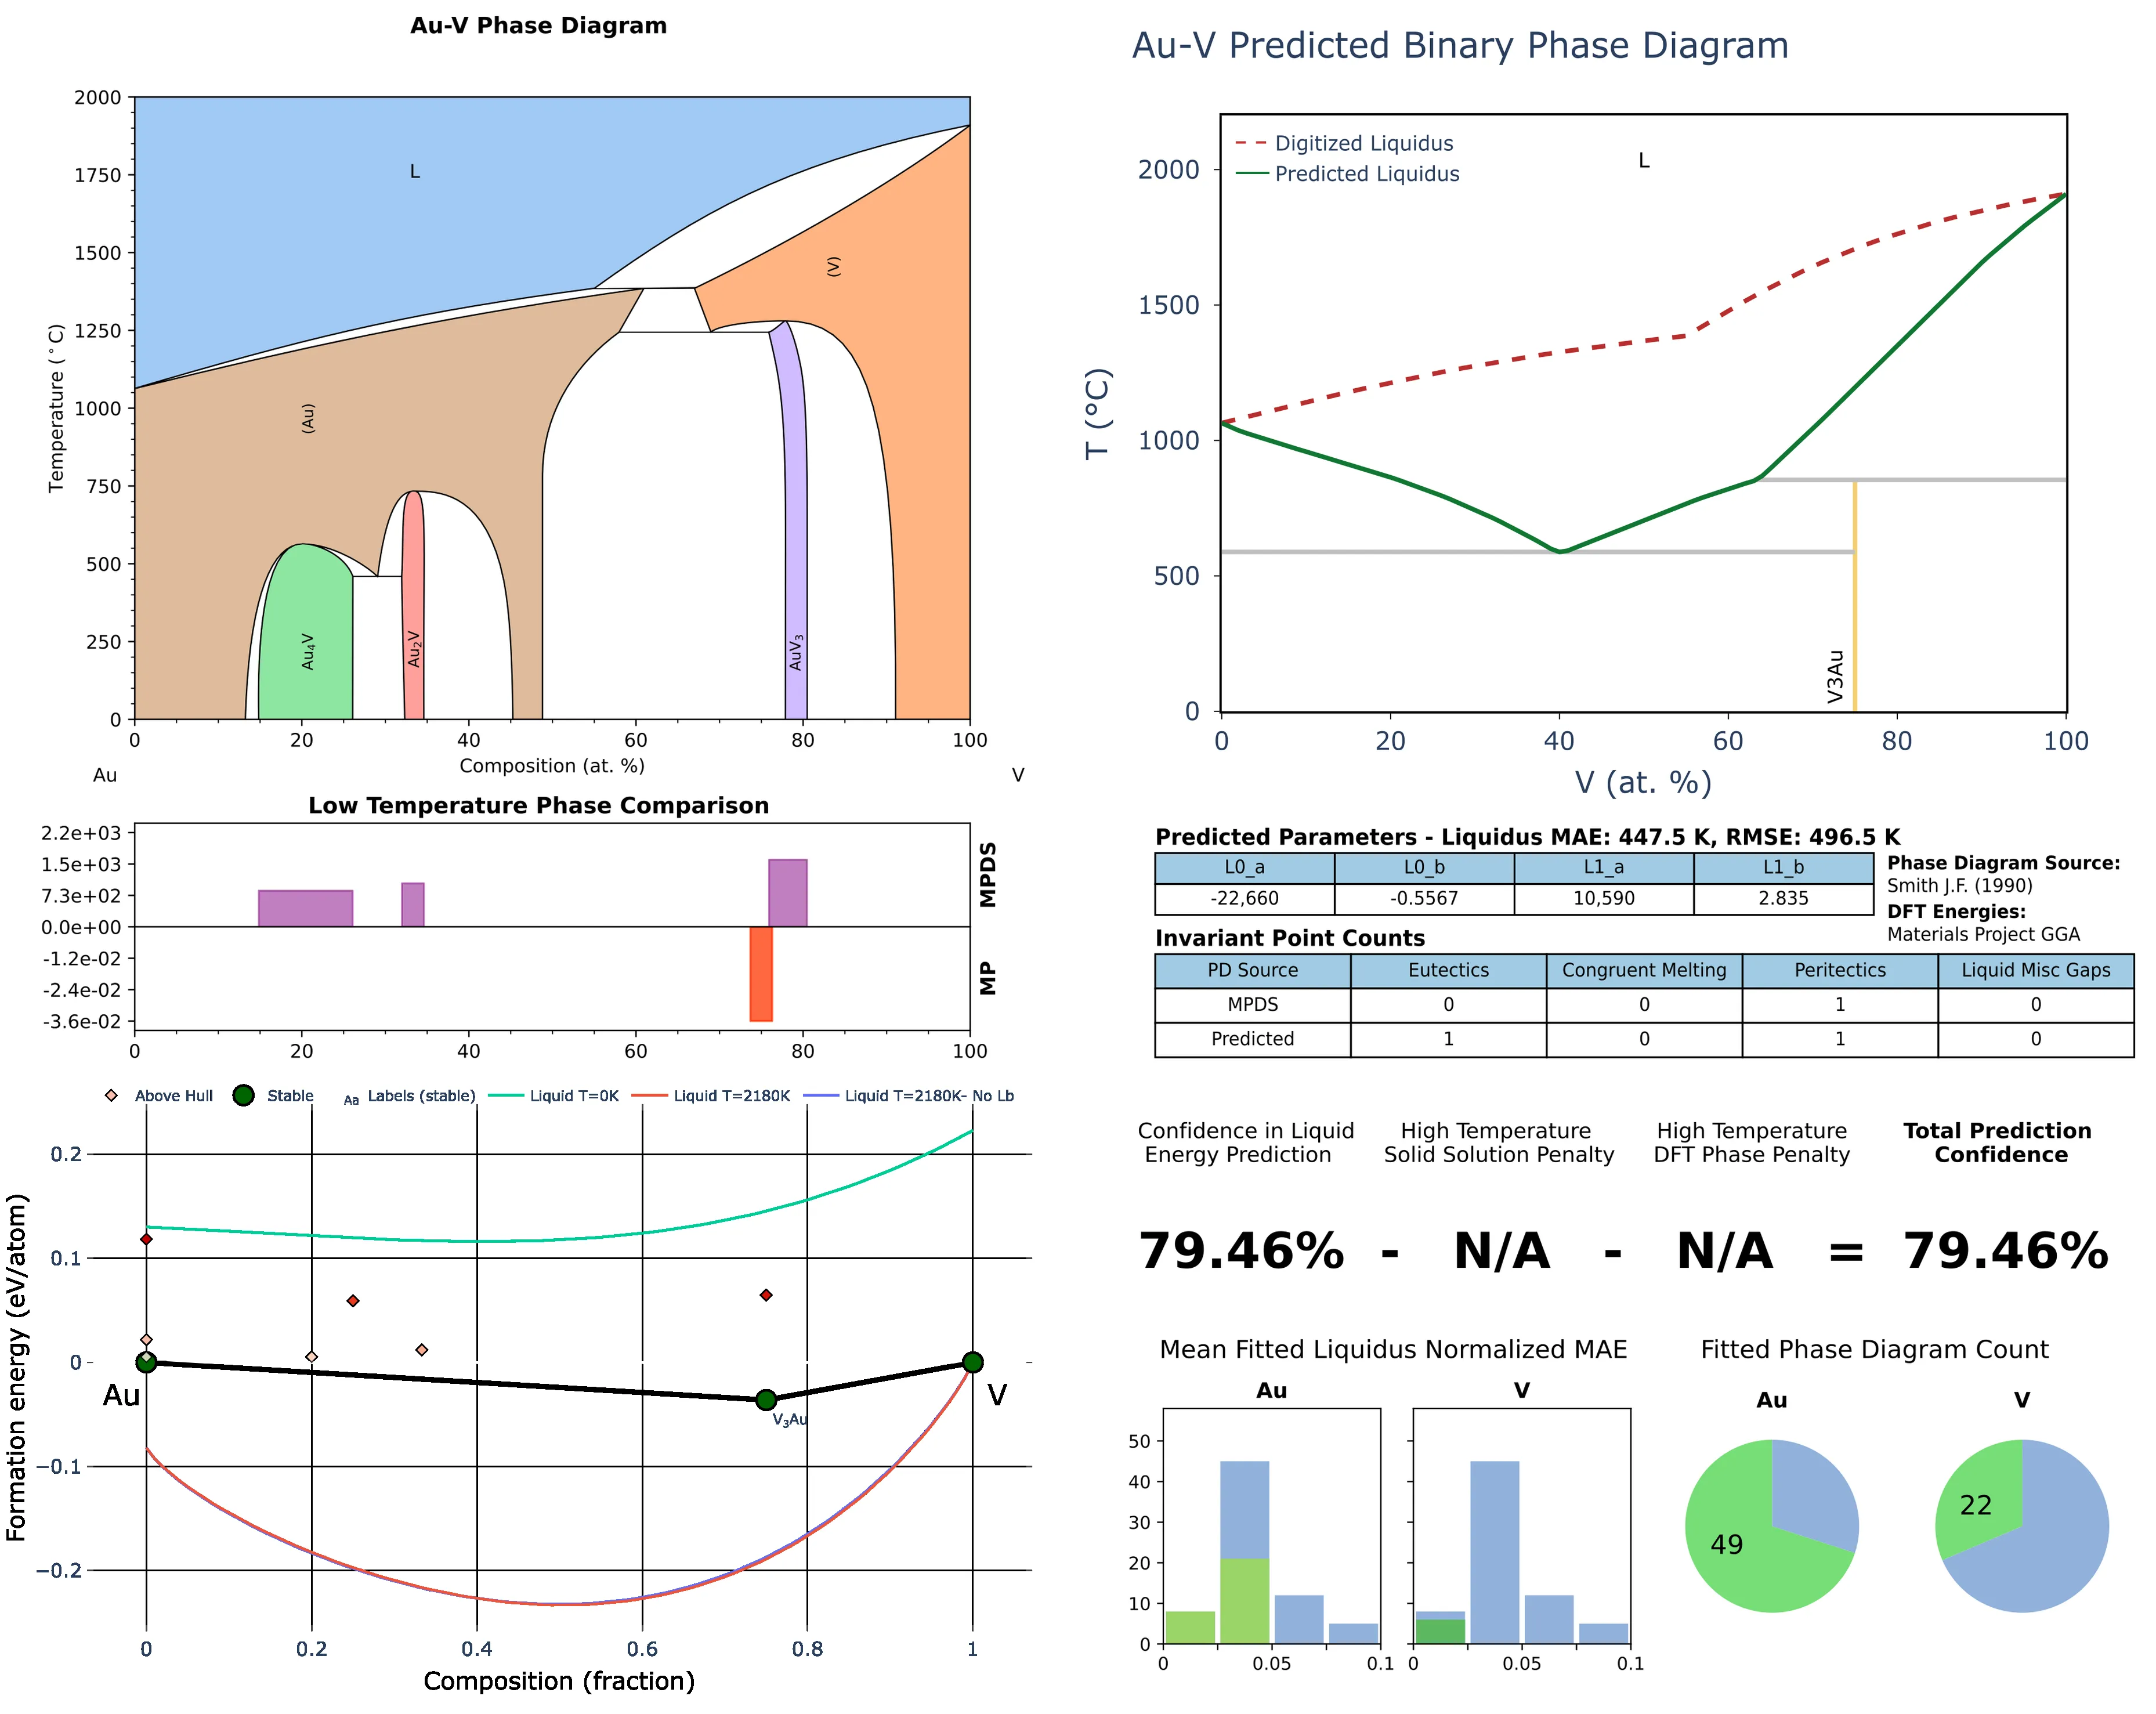 Au-V Phase Diagram
2000
1750
1500
1250
1000
750
500
250
0
Temperature (°C)
L
(V)
(Au)
Au4V
Au2V
AuV3
0 20 40 60 80 100
Au Composition (at. %) V
Low Temperature Phase Comparison
2.2e+03
1.5e+03
7.3e+02
0.0e+00
-1.2e-02
-2.4e-02
-3.6e-02
MPDS
MP
0 20 40 60 80 100
Above Hull Stable Aa Labels (stable) Liquid T=0K Liquid T=2180K Liquid T=2180K- No Lb
Formation energy (eV/atom)
0.2
0.1
0
−0.1
−0.2
Au
V
V3Au
0 0.2 0.4 0.6 0.8 1
Composition (fraction)
Au-V Predicted Binary Phase Diagram
Digitized Liquidus
Predicted Liquidus
L
2000
1500
1000
500
0
T (°C)
V3Au
0 20 40 60 80 100
V (at. %)
Predicted Parameters - Liquidus MAE: 447.5 K, RMSE: 496.5 K
L0_a L0_b L1_a L1_b
-22,660 -0.5567 10,590 2.835
Phase Diagram Source:
Smith J.F. (1990)
DFT Energies:
Materials Project GGA
Invariant Point Counts
PD Source Eutectics Congruent Melting Peritectics Liquid Misc Gaps
MPDS 0 0 1 0
Predicted 1 0 1 0
Confidence in Liquid
Energy Prediction
High Temperature
Solid Solution Penalty
High Temperature
DFT Phase Penalty
Total Prediction
Confidence
79.46% - N/A - N/A = 79.46%
Mean Fitted Liquidus Normalized MAE
Au
V
50
40
30
20
10
0
0 0.05 0.1
0 0.05 0.1
Fitted Phase Diagram Count
Au
V
49
22